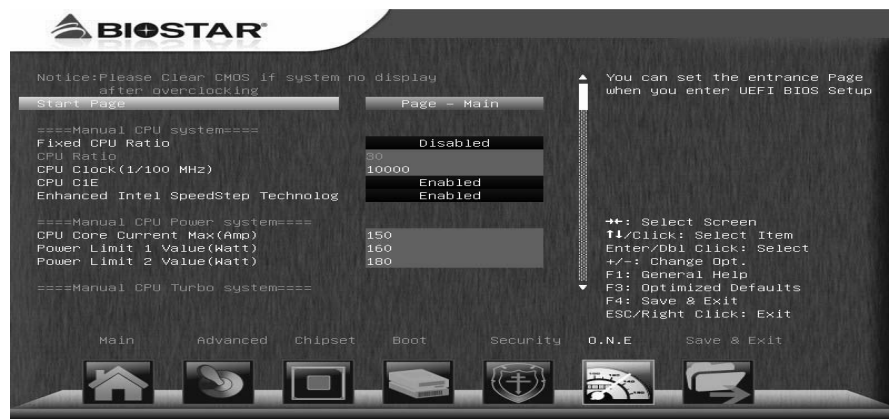 BIOSTAR
Notice:Please Clear CMOS if system no display
after overclocking
Start Page Page - Main
====Manual CPU system====
Fixed CPU Ratio Disabled
CPU Ratio 30
CPU Clock(1/100 MHz) 10000
CPU C1E Enabled
Enhanced Intel SpeedStep Technolog Enabled
====Manual CPU Power system====
CPU Core Current Max(Amp) 150
Power Limit 1 Value(Watt) 160
Power Limit 2 Value(Watt) 180
====Manual CPU Turbo system====
You can set the entrance Page
when you enter UEFI BIOS Setup
→←: Select Screen
↑↓/Click: Select Item
Enter/Dbl Click: Select
+/-: Change Opt.
F1: General Help
F3: Optimized Defaults
F4: Save & Exit
ESC/Right Click: Exit
Main Advanced Chipset Boot Security O.N.E Save & Exit